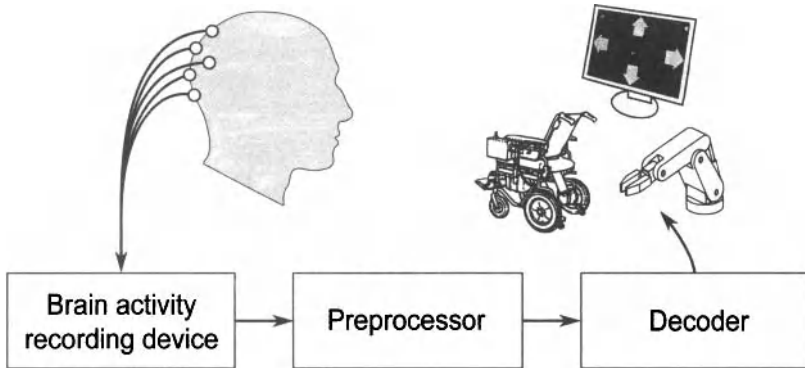 Brain activity
recording device
Preprocessor
Decoder